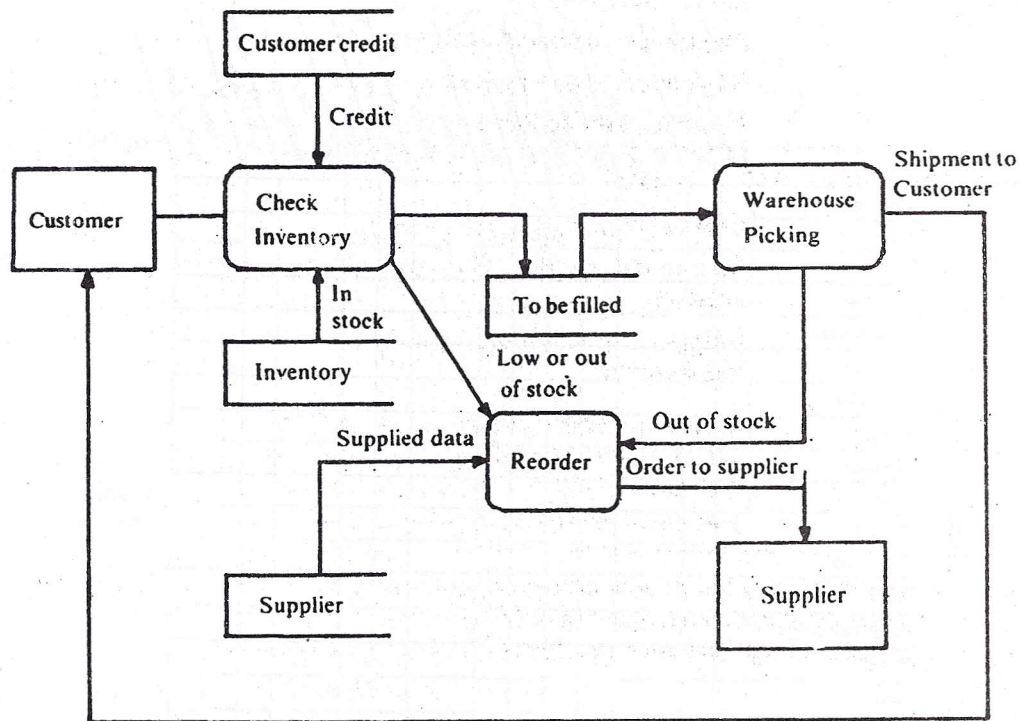 Customer credit
Credit
Shipment to
Customer
Customer
Check
Inventory
Warehouse
Picking
In
stock
To be filled
Inventory
Low or out
of stock
Supplied data
Reorder
Out of stock
Order to supplier
Supplier
Supplier